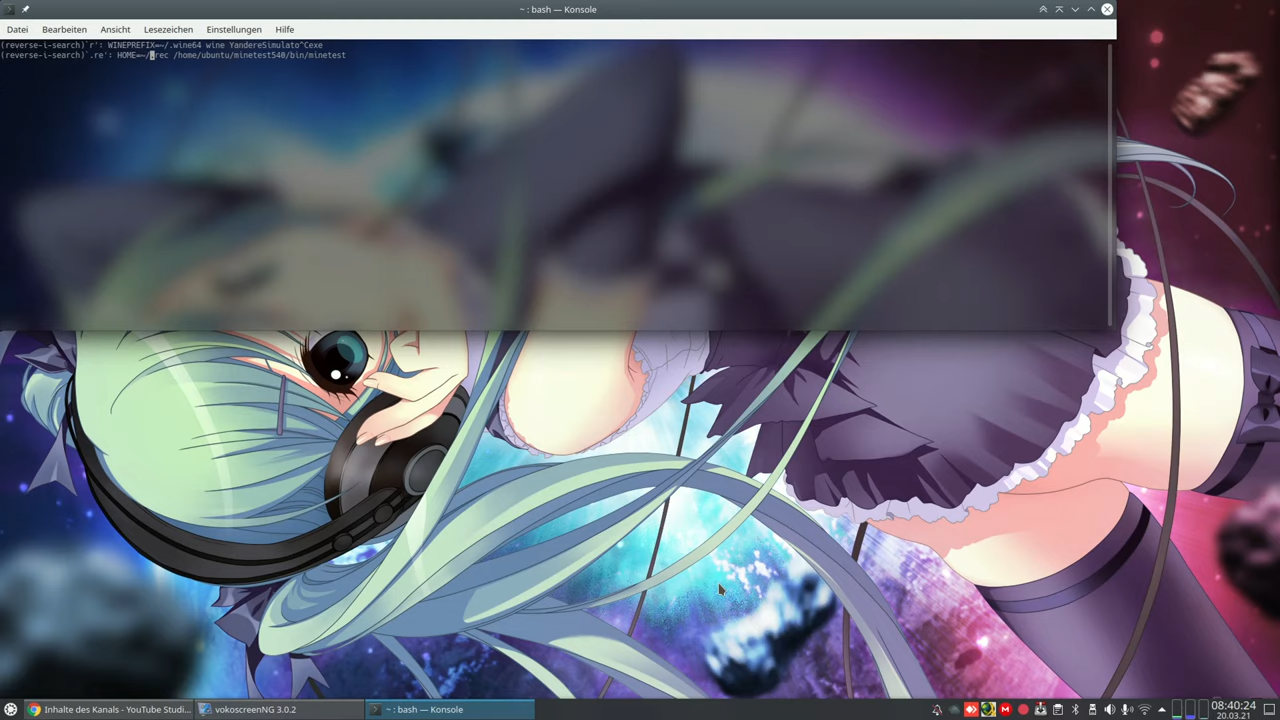 ~ : bash — Konsole
Datei Bearbeiten Ansicht Lesezeichen Einstellungen Hilfe
(reverse-i-search)`r': WINEPREFIX=~/.wine64 wine YandereSimulato^Cexe
(reverse-i-search)`.re': HOME=~/.rec /home/ubuntu/minetest540/bin/minetest
Inhalte des Kanals - YouTube Studi... vokoscreenNG 3.0.2 ~ : bash — Konsole 08:40:24
20.03.21